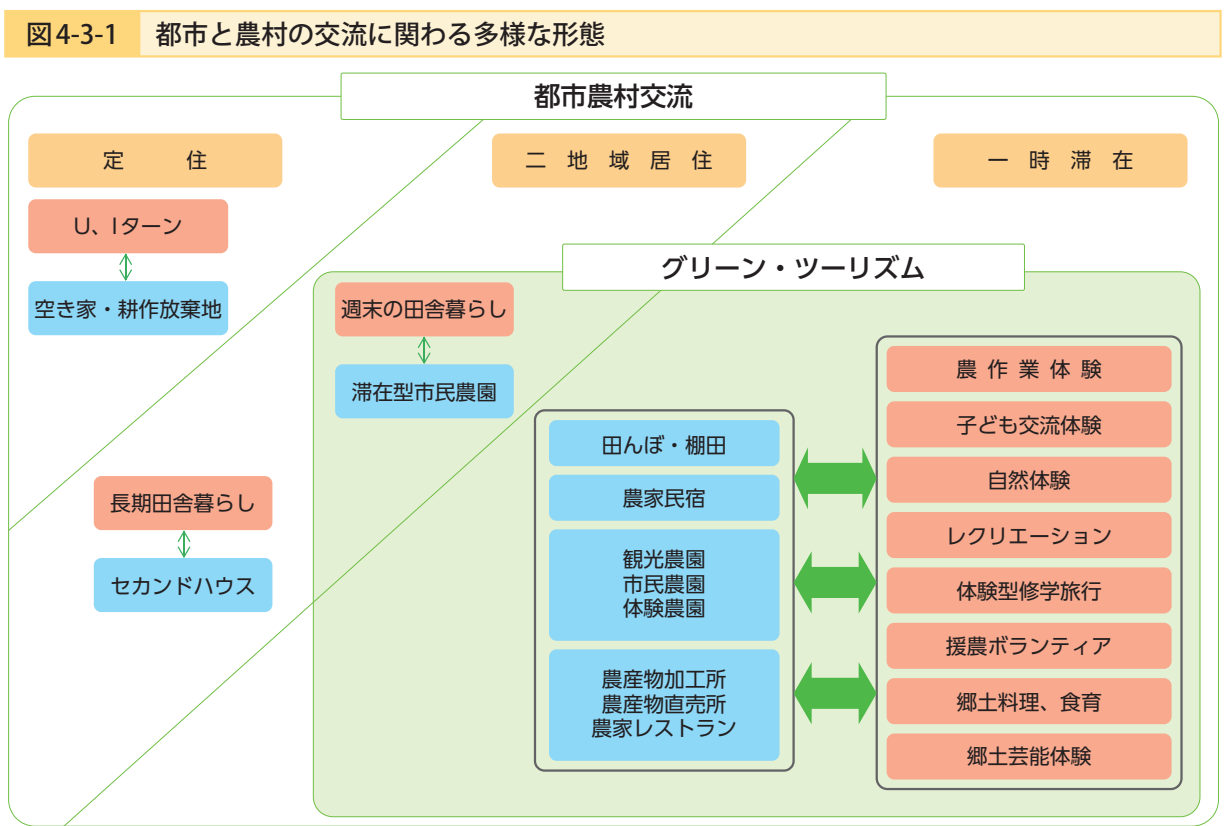 図4-3-1 都市と農村の交流に関わる多様な形態
都市農村交流
定住
二地域居住
一時滞在
U、Iターン
空き家・耕作放棄地
長期田舎暮らし
セカンドハウス
グリーン・ツーリズム
週末の田舎暮らし
滞在型市民農園
田んぼ・棚田
農家民宿
観光農園
市民農園
体験農園
農産物加工所
農産物直売所
農家レストラン
農作業体験
子ども交流体験
自然体験
レクリエーション
体験型修学旅行
援農ボランティア
郷土料理、食育
郷土芸能体験